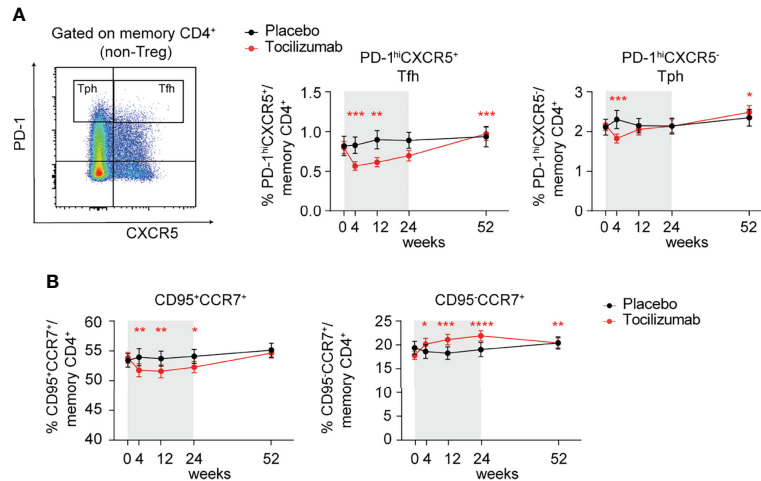 A
Gated on memory CD4⁺
(non-Treg)
Tph
Tfh
PD-1
CXCR5
Placebo
Tocilizumab
PD-1ʰⁱCXCR5⁺
Tfh
% PD-1ʰⁱCXCR5⁺/
memory CD4⁺
1.5
1.0
0.5
0.0
*** ** ***
0 4 12 24 52
weeks
PD-1ʰⁱCXCR5⁻
Tph
% PD-1ʰⁱCXCR5⁻/
memory CD4⁺
3
2
1
0
*** *
0 4 12 24 52
weeks
B
CD95⁺CCR7⁺
% CD95⁺CCR7⁺/
memory CD4⁺
60
55
50
45
40
** ** *
0 4 12 24 52
weeks
CD95⁻CCR7⁺
% CD95⁻CCR7⁺/
memory CD4⁺
25
20
15
10
5
0
* *** **** **
0 4 12 24 52
weeks
Placebo
Tocilizumab